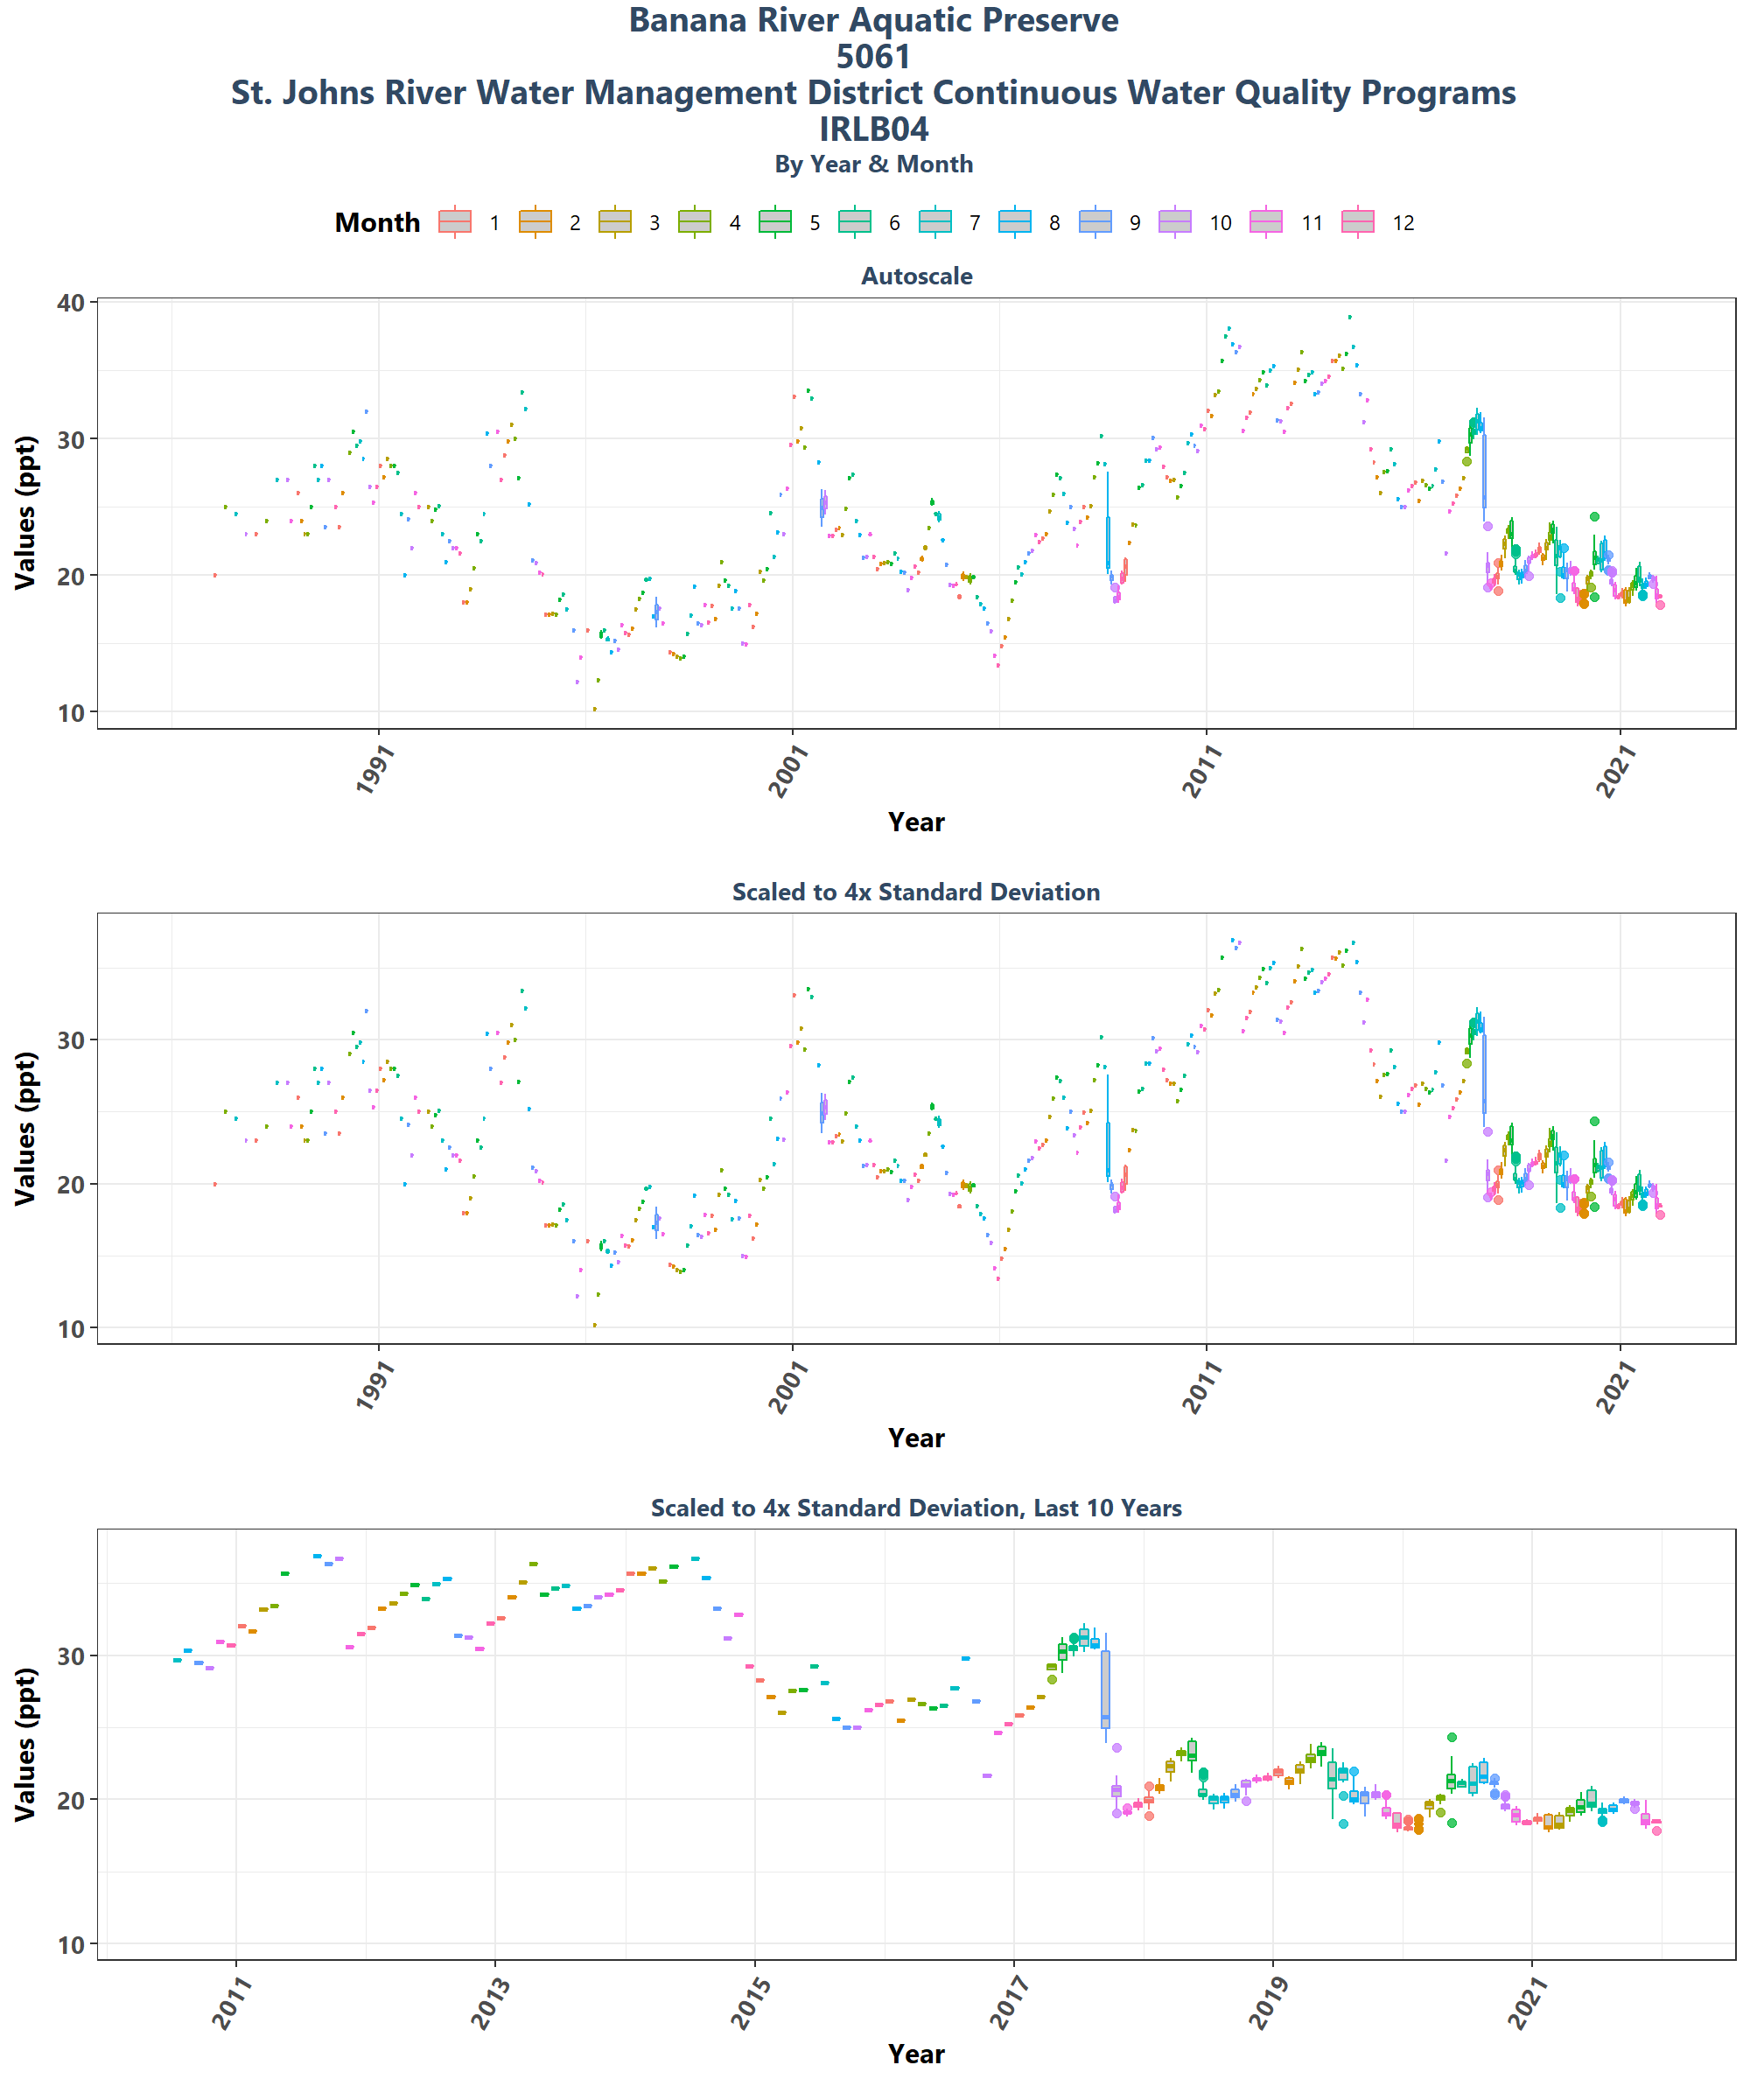 Banana River Aquatic Preserve
5061
St. Johns River Water Management District Continuous Water Quality Programs
IRLB04
By Year & Month
Month 1 2 3 4 5 6 7 8 9 10 11 12
Autoscale
Values (ppt)
40
30
20
10
1991 2001 2011 2021
Year
Scaled to 4x Standard Deviation
Values (ppt)
30
20
10
1991 2001 2011 2021
Year
Scaled to 4x Standard Deviation, Last 10 Years
Values (ppt)
30
20
10
2011 2013 2015 2017 2019 2021
Year